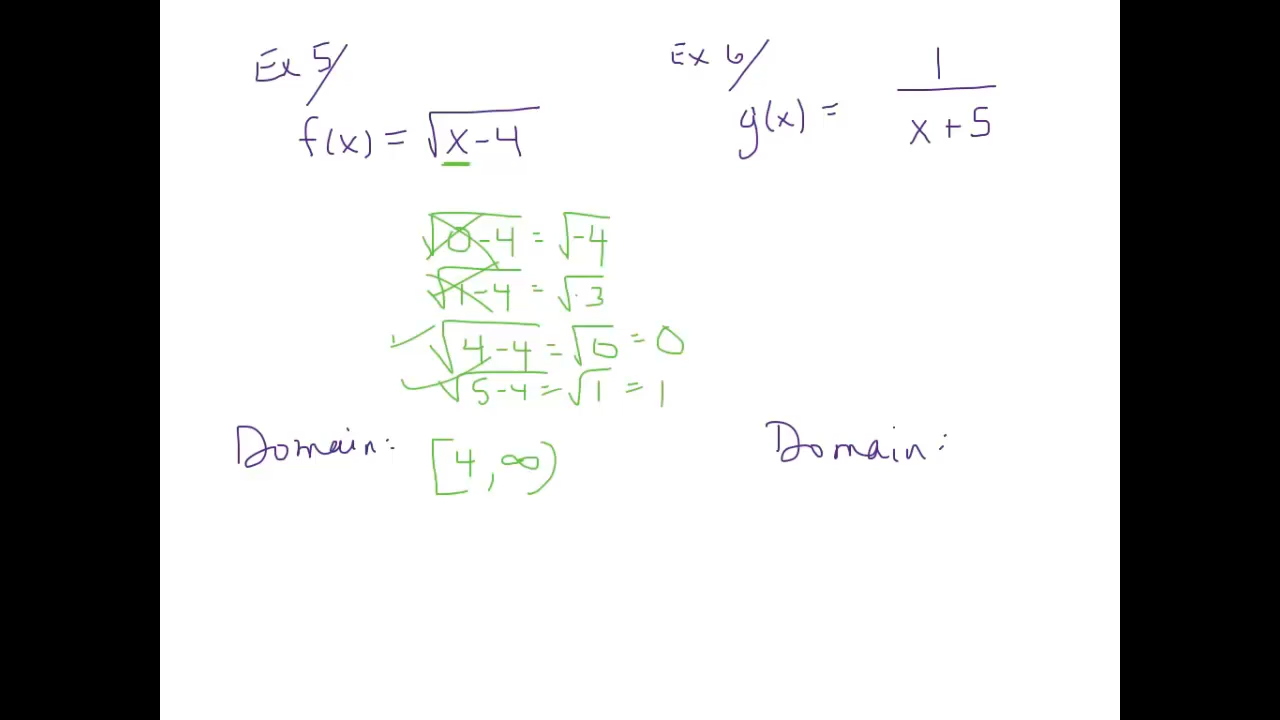 Ex 5/
f(x) = √x-4
√0-4 = √-4
√1-4 = √-3
√4-4 = √0 = 0
√5-4 = √1 = 1
Domain: [4, ∞)
Ex 6/
g(x) = 1/(x+5)
Domain: